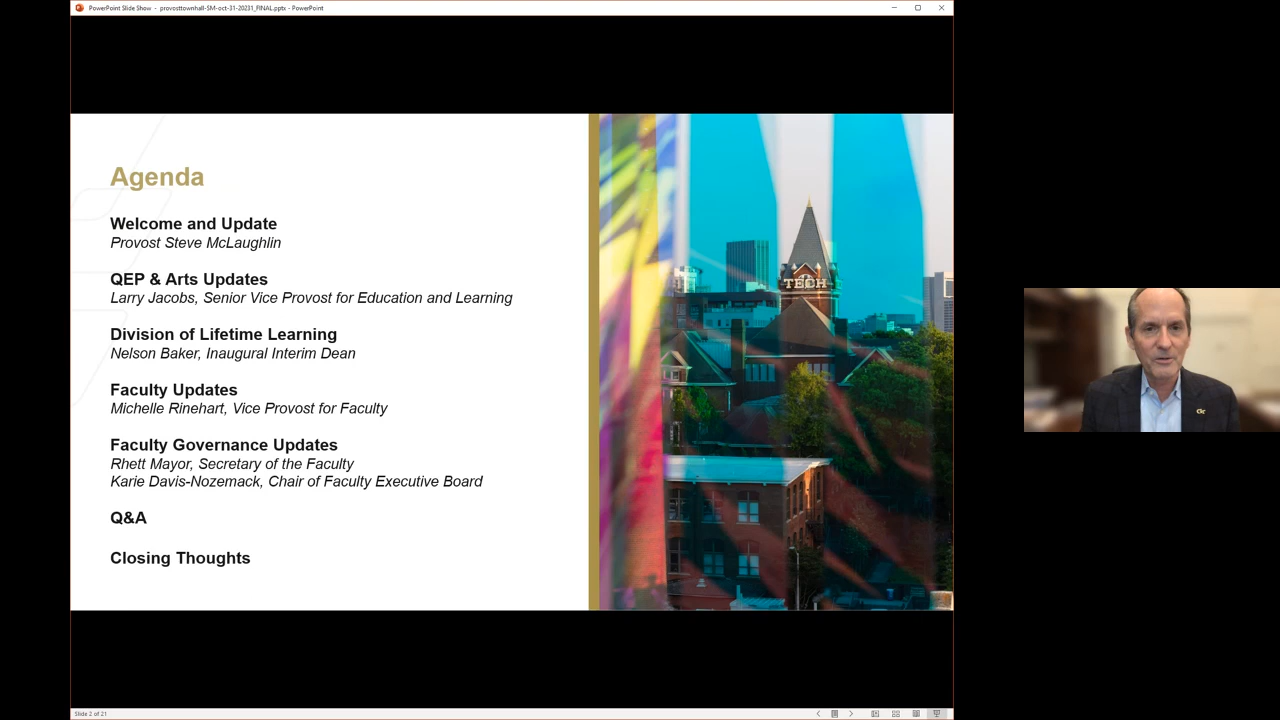 PowerPoint Slide Show - provosttownhall-SM-oct-31-20231_FINAL.pptx - PowerPoint
Agenda
Welcome and Update
Provost Steve McLaughlin
QEP & Arts Updates
Larry Jacobs, Senior Vice Provost for Education and Learning
Division of Lifetime Learning
Nelson Baker, Inaugural Interim Dean
Faculty Updates
Michelle Rinehart, Vice Provost for Faculty
Faculty Governance Updates
Rhett Mayor, Secretary of the Faculty
Karie Davis-Nozemack, Chair of Faculty Executive Board
Q&A
Closing Thoughts
TECH
GT
Slide 2 of 21